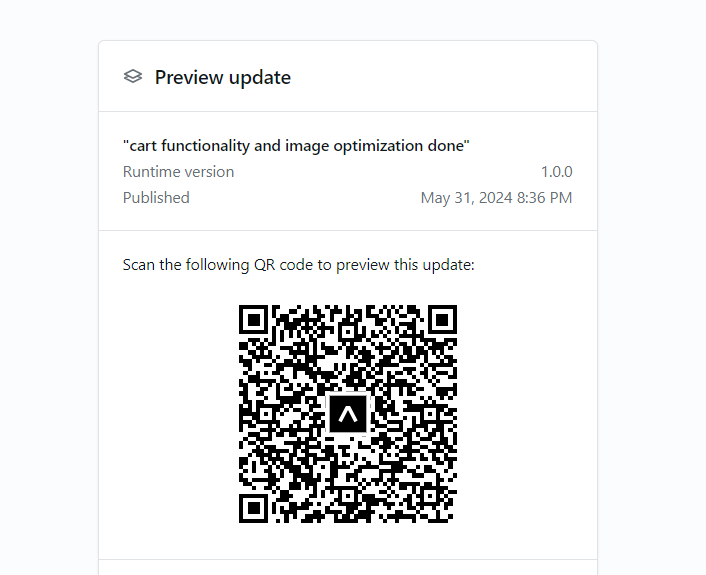 Preview update
"cart functionality and image optimization done"
Runtime version 1.0.0
Published May 31, 2024 8:36 PM
Scan the following QR code to preview this update: